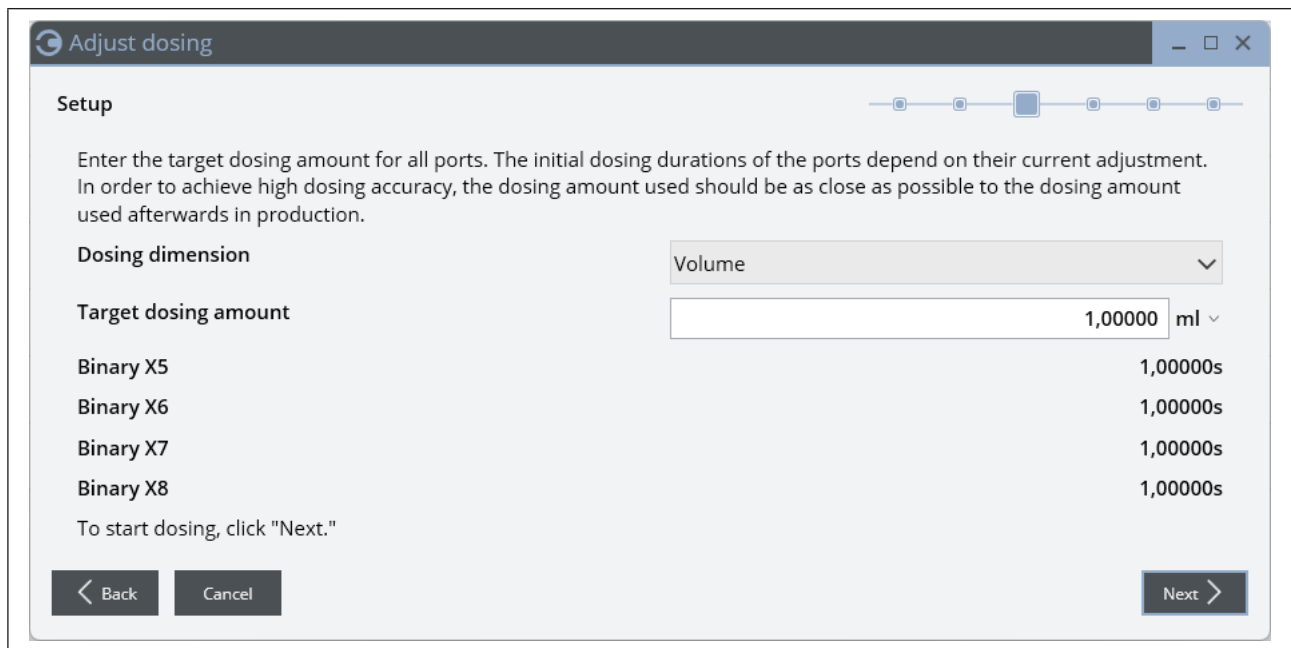 Adjust dosing
Setup
Enter the target dosing amount for all ports. The initial dosing durations of the ports depend on their current adjustment.
In order to achieve high dosing accuracy, the dosing amount used should be as close as possible to the dosing amount
used afterwards in production.
Dosing dimension Volume
Target dosing amount 1,00000 ml
Binary X5 1,00000s
Binary X6 1,00000s
Binary X7 1,00000s
Binary X8 1,00000s
To start dosing, click "Next."
Back Cancel Next